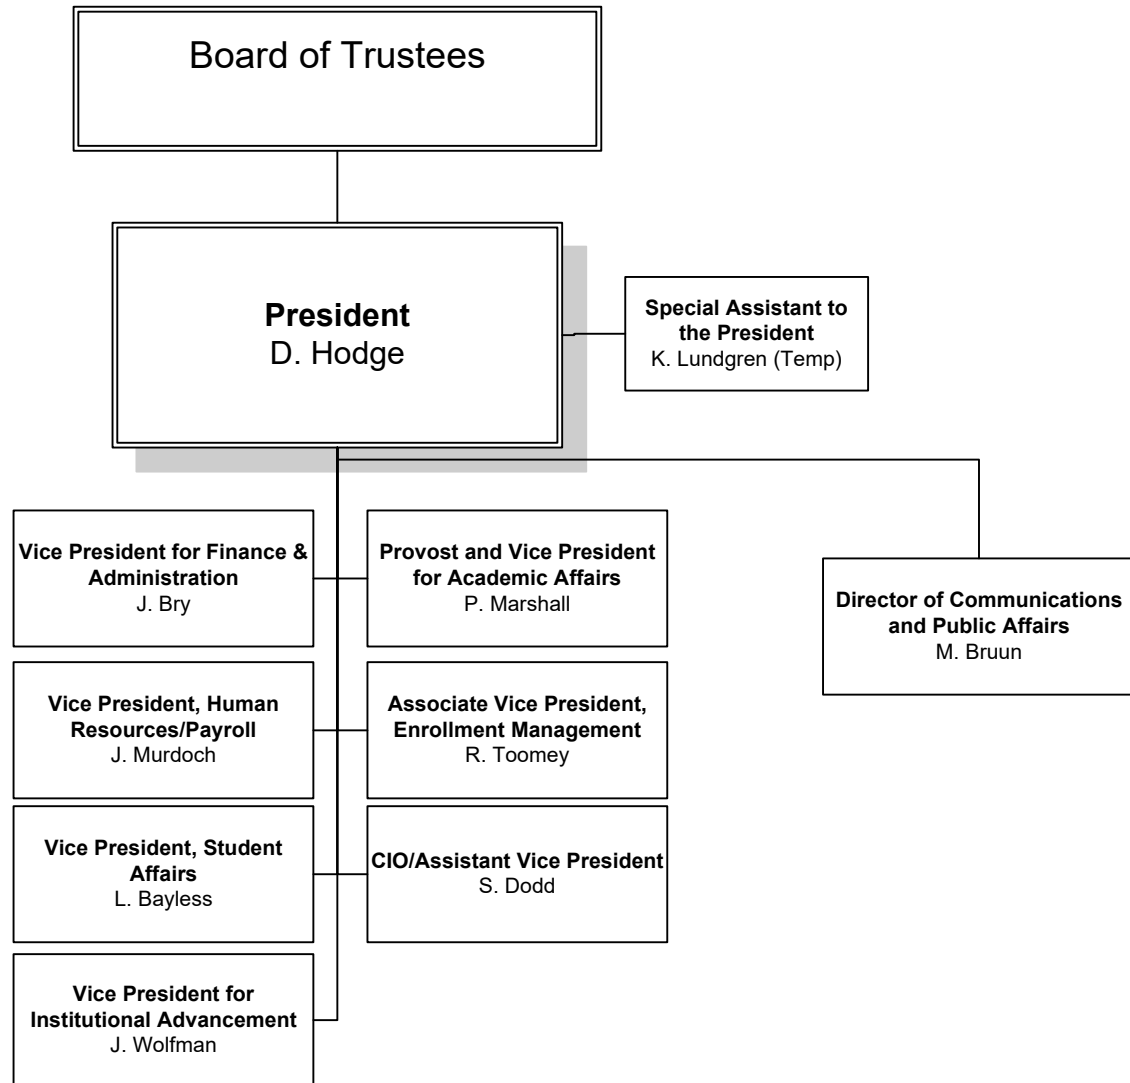 Board of Trustees
President
D. Hodge
Special Assistant to
the President
K. Lundgren (Temp)
Vice President for Finance &
Administration
J. Bry
Provost and Vice President
for Academic Affairs
P. Marshall
Director of Communications
and Public Affairs
M. Bruun
Vice President, Human
Resources/Payroll
J. Murdoch
Associate Vice President,
Enrollment Management
R. Toomey
Vice President, Student
Affairs
L. Bayless
CIO/Assistant Vice President
S. Dodd
Vice President for
Institutional Advancement
J. Wolfman